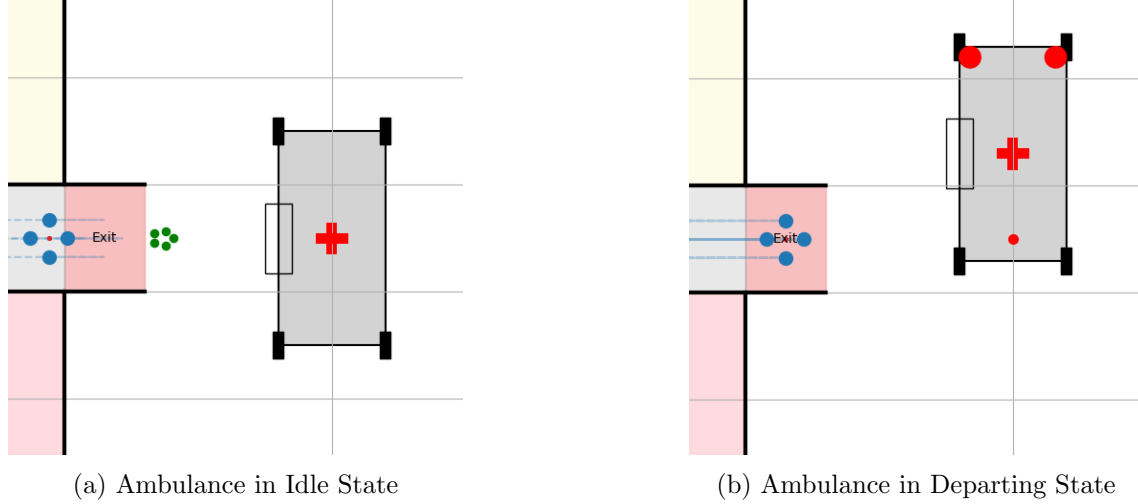 Exit
Exit
(a) Ambulance in Idle State
(b) Ambulance in Departing State